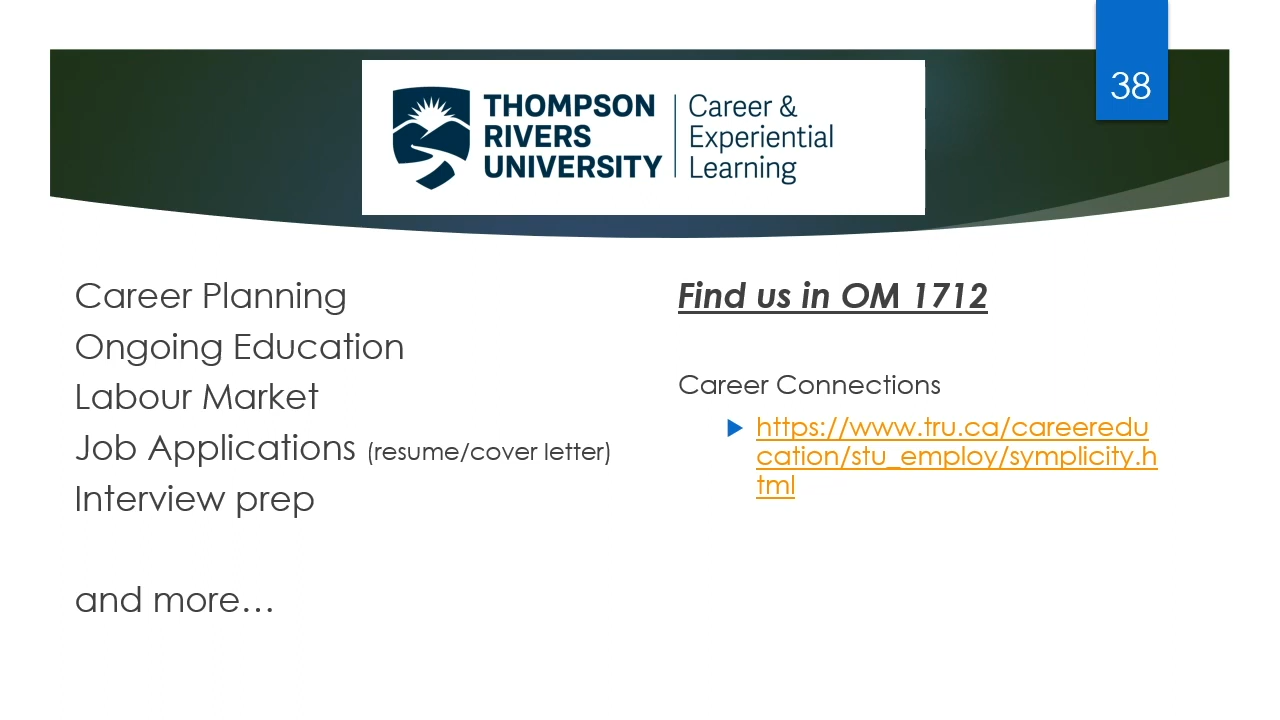 38
THOMPSON
RIVERS
UNIVERSITY
Career &
Experiential
Learning
Career Planning
Ongoing Education
Labour Market
Job Applications (resume/cover letter)
Interview prep
and more…
Find us in OM 1712
Career Connections
https://www.tru.ca/careeredu
cation/stu_employ/symplicity.h
tml